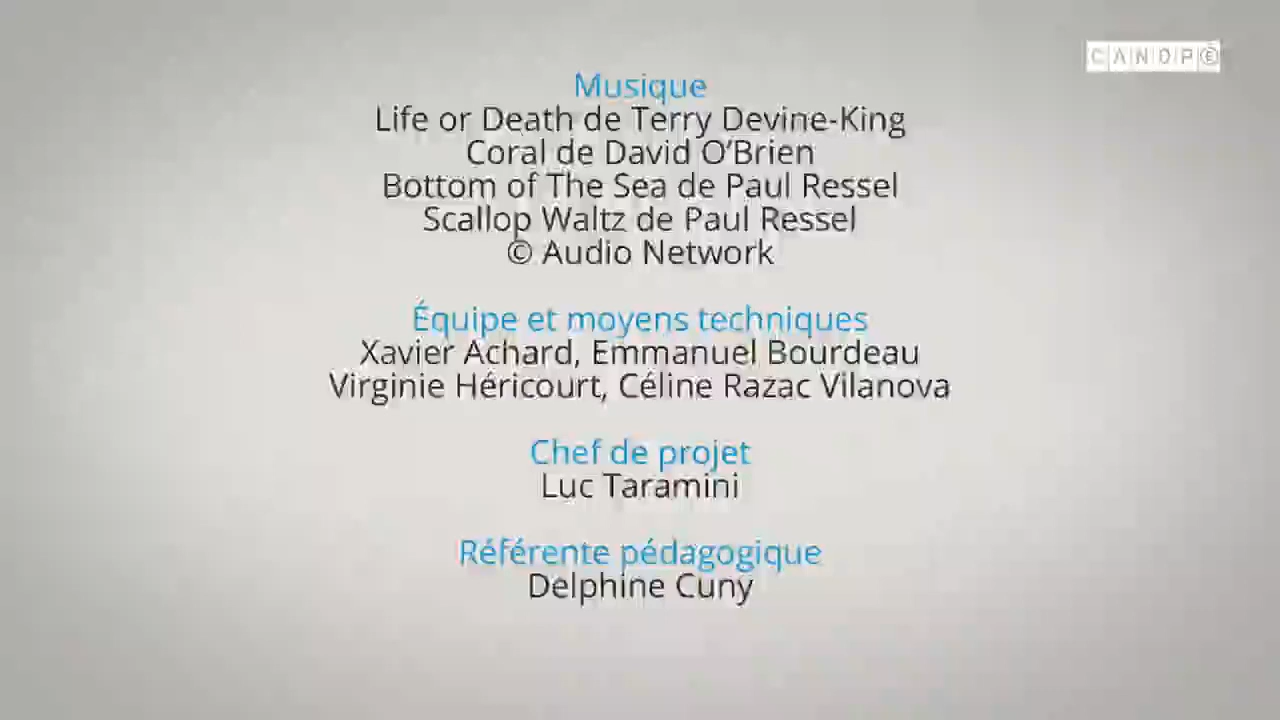 CANOPÉ
Musique
Life or Death de Terry Devine-King
Coral de David O’Brien
Bottom of The Sea de Paul Ressel
Scallop Waltz de Paul Ressel
© Audio Network
Équipe et moyens techniques
Xavier Achard, Emmanuel Bourdeau
Virginie Héricourt, Céline Razac Vilanova
Chef de projet
Luc Taramini
Référente pédagogique
Delphine Cuny